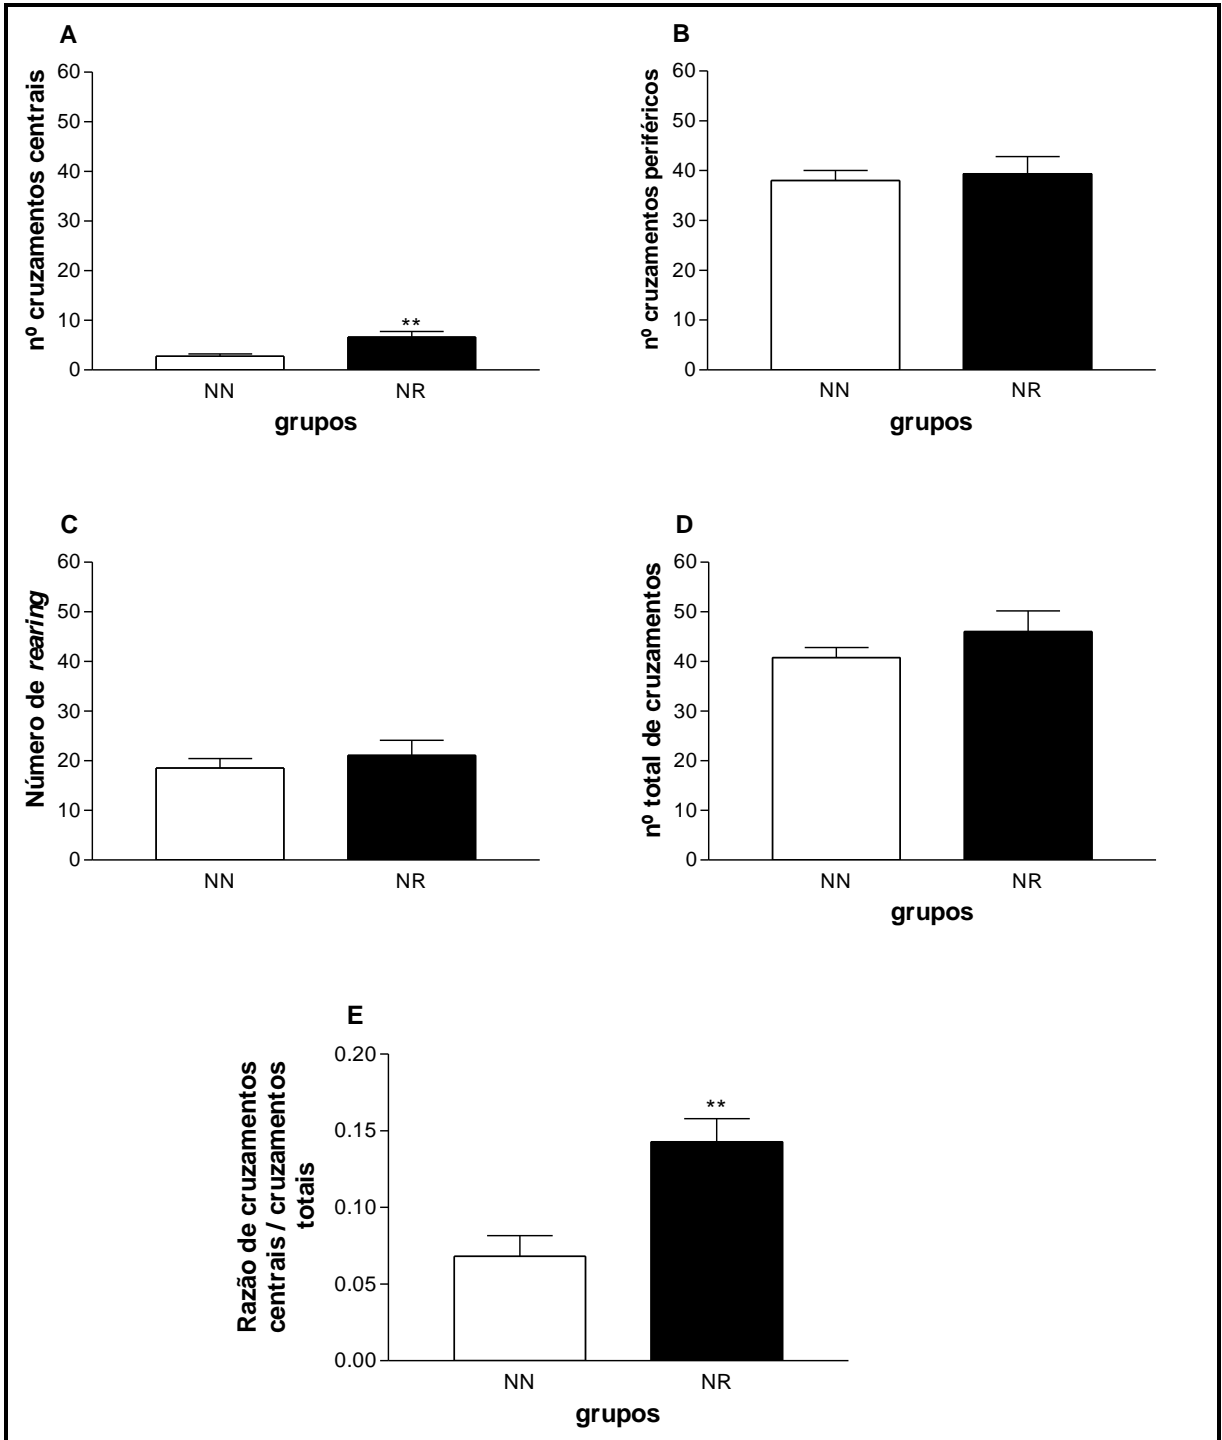 A
nº cruzamentos centrais
60
50
40
30
20
10
0
**
NN
NR
grupos
B
nº cruzamentos periféricos
60
50
40
30
20
10
0
NN
NR
grupos
C
Número de rearing
60
50
40
30
20
10
0
NN
NR
D
nº total de cruzamentos
60
50
40
30
20
10
0
NN
NR
grupos
E
Razão de cruzamentos
centrais / cruzamentos
totais
0.20
0.15
0.10
0.05
0.00
**
NN
NR
grupos